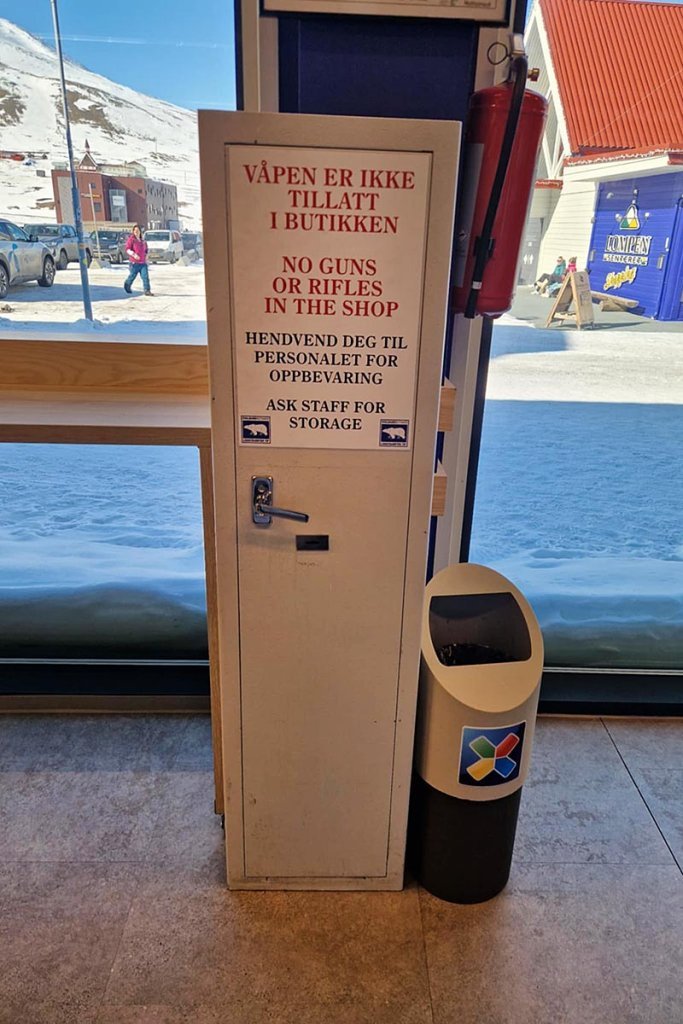 VÅPEN ER IKKE
TILLATT
I BUTIKKEN
NO GUNS
OR RIFLES
IN THE SHOP
HENDVEND DEG TIL
PERSONALET FOR
OPPBEVARING
ASK STAFF FOR
STORAGE
LOMPEN
SENTERET